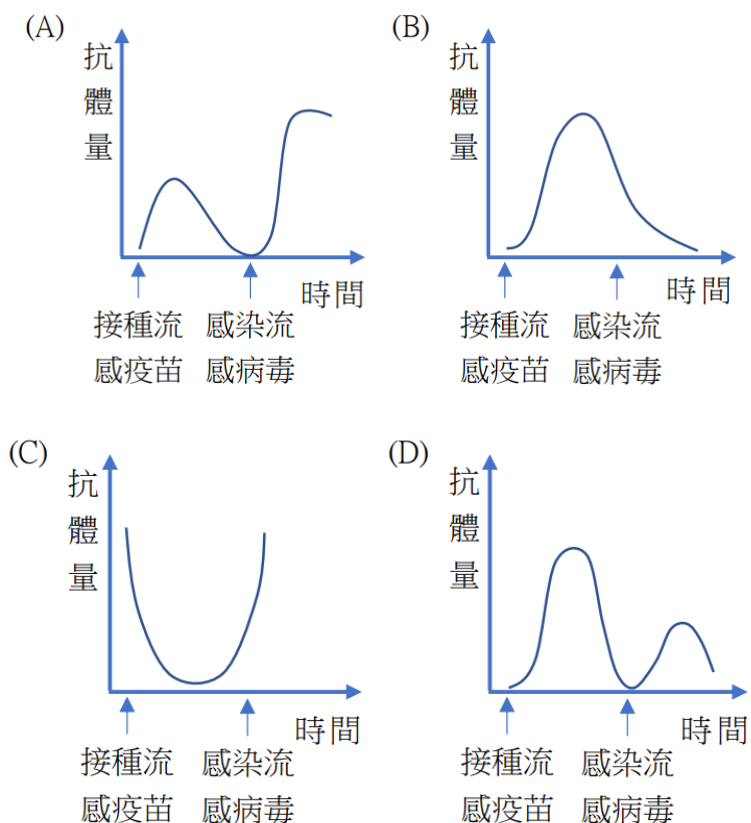 (A)
抗
體
量
時間
接種流 感染流
感疫苗 感病毒
(B)
抗
體
量
時間
接種流 感染流
感疫苗 感病毒
(C)
抗
體
量
時間
接種流 感染流
感疫苗 感病毒
(D)
抗
體
量
時間
接種流 感染流
感疫苗 感病毒